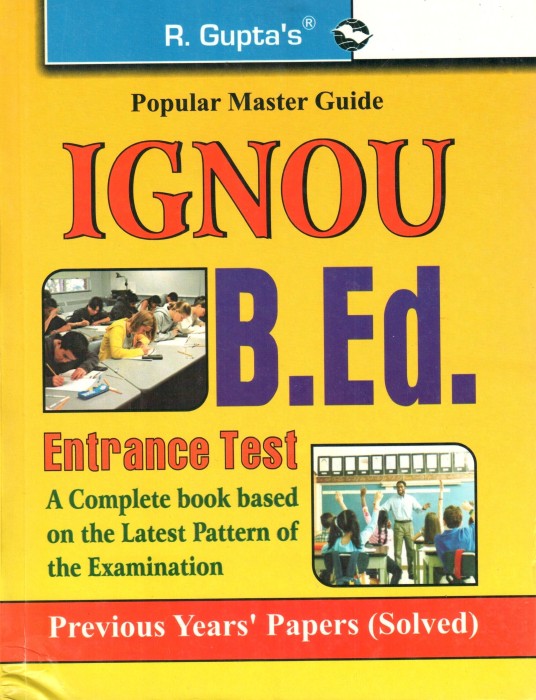 R. Gupta's®
Popular Master Guide
IGNOU
B.Ed.
Entrance Test
A Complete book based
on the Latest Pattern of
the Examination
Previous Years' Papers (Solved)